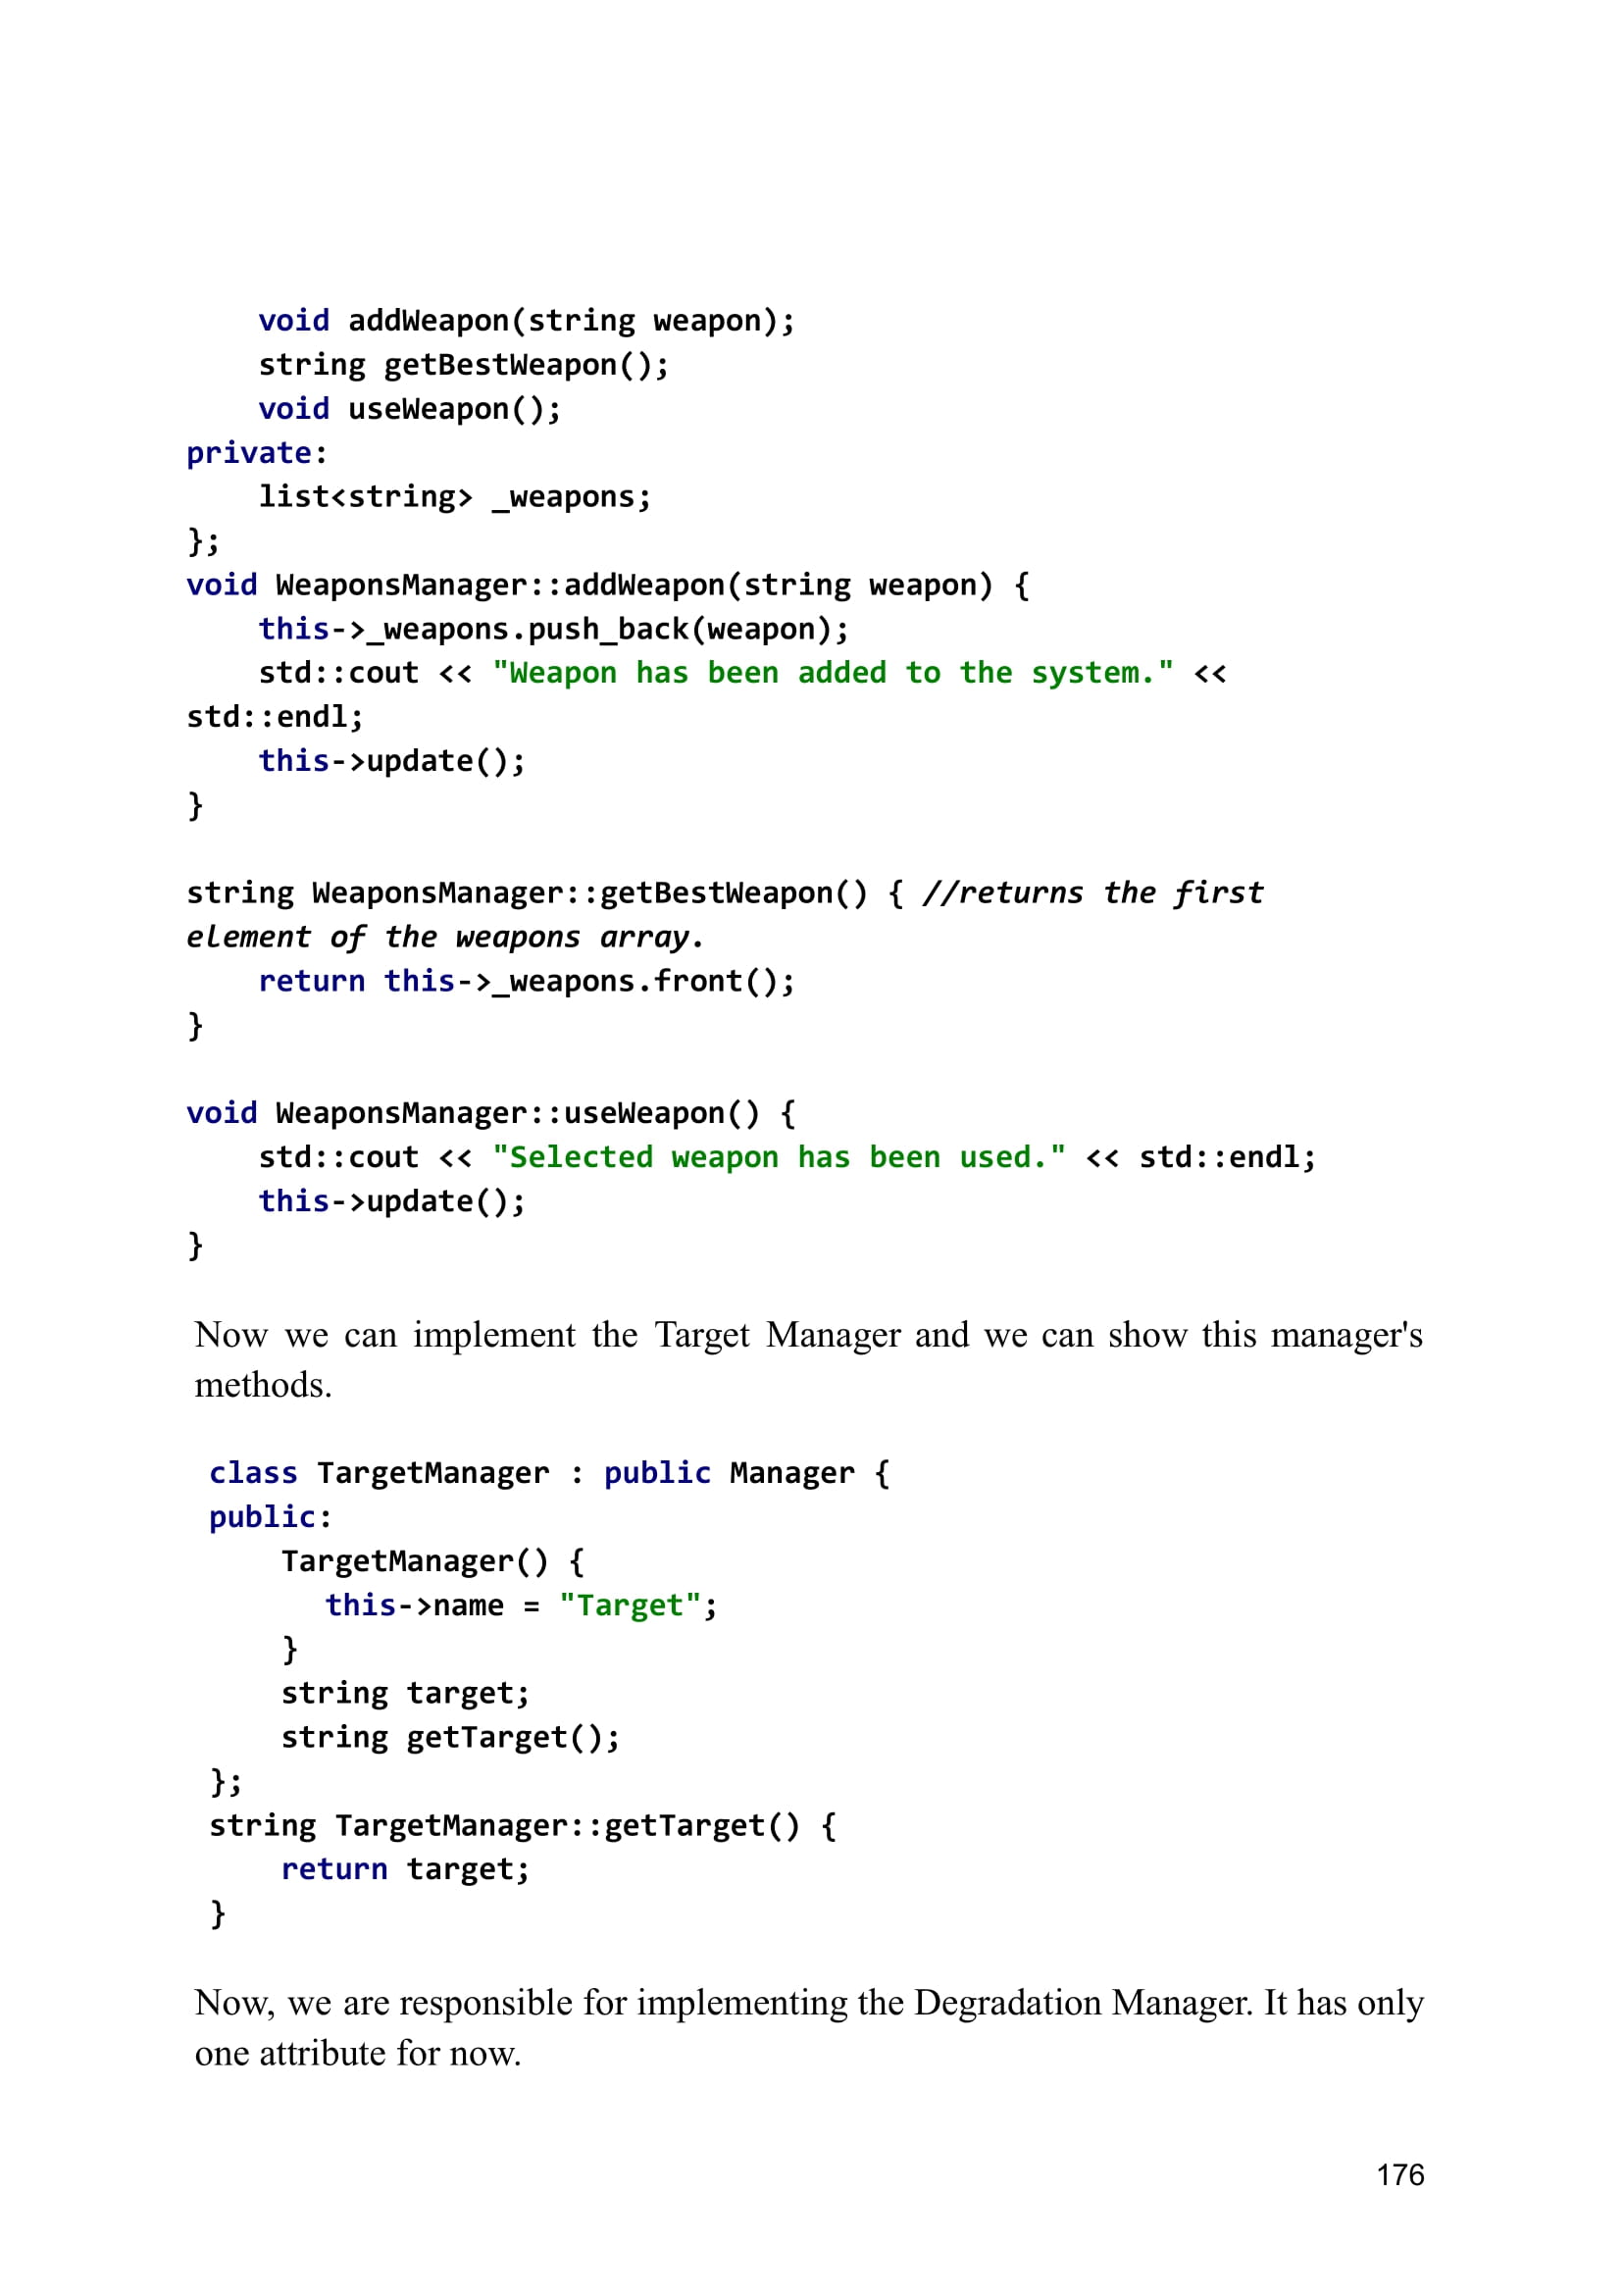 void addWeapon(string weapon);
string getBestWeapon();
void useWeapon();
private:
list<string> _weapons;
};
void WeaponsManager::addWeapon(string weapon) {
this->_weapons.push_back(weapon);
std::cout << "Weapon has been added to the system." <<
std::endl;
this->update();
}
string WeaponsManager::getBestWeapon() { //returns the first
element of the weapons array.
return this->_weapons.front();
}
void WeaponsManager::useWeapon() {
std::cout << "Selected weapon has been used." << std::endl;
this->update();
}
Now we can implement the Target Manager and we can show this manager's
methods.
class TargetManager : public Manager {
public:
TargetManager() {
this->name = "Target";
}
string target;
string getTarget();
};
string TargetManager::getTarget() {
return target;
}
Now, we are responsible for implementing the Degradation Manager. It has only
one attribute for now.
176